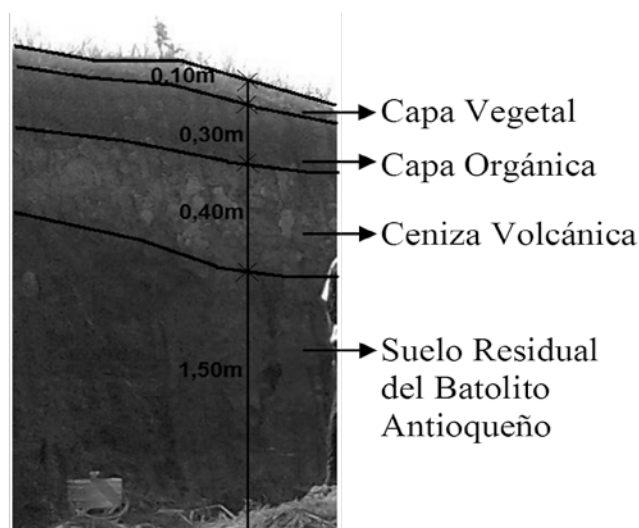 0,10m
Capa Vegetal
0,30m
Capa Orgánica
0,40m
Ceniza Volcánica
1,50m
Suelo Residual
del Batolito
Antioqueño